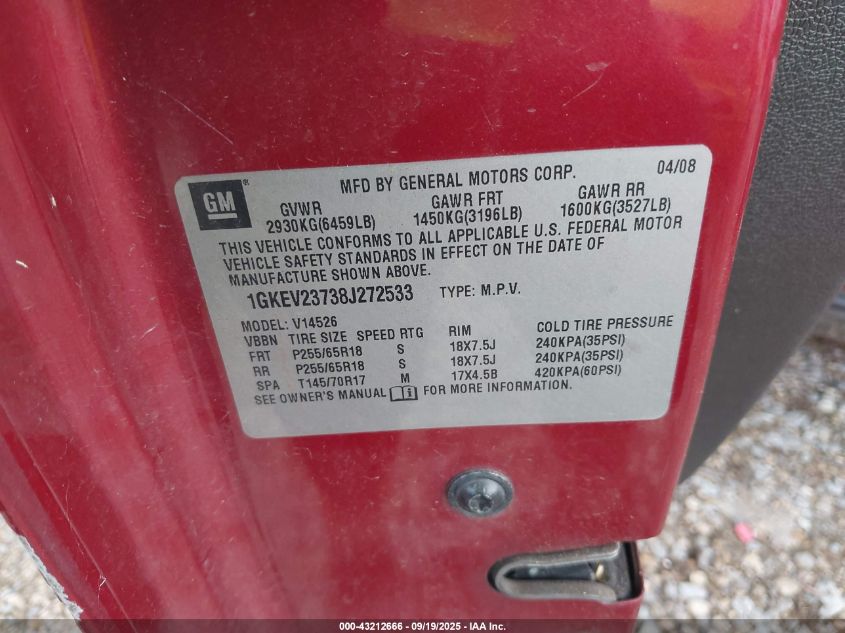 GM®
MFD BY GENERAL MOTORS CORP. 04/08
GVWR GAWR FRT GAWR RR
2930KG(6459LB) 1450KG(3196LB) 1600KG(3527LB)
THIS VEHICLE CONFORMS TO ALL APPLICABLE U.S. FEDERAL MOTOR
VEHICLE SAFETY STANDARDS IN EFFECT ON THE DATE OF
MANUFACTURE SHOWN ABOVE.
1GKEV23738J272533 TYPE: M.P.V.
MODEL: V14526
VBBN TIRE SIZE SPEED RTG RIM COLD TIRE PRESSURE
FRT P255/65R18 S 18X7.5J 240KPA(35PSI)
RR P255/65R18 S 18X7.5J 240KPA(35PSI)
SPA T145/70R17 M 17X4.5B 420KPA(60PSI)
SEE OWNER'S MANUAL FOR MORE INFORMATION.
000-43212666 - 09/19/2025 - IAA Inc.